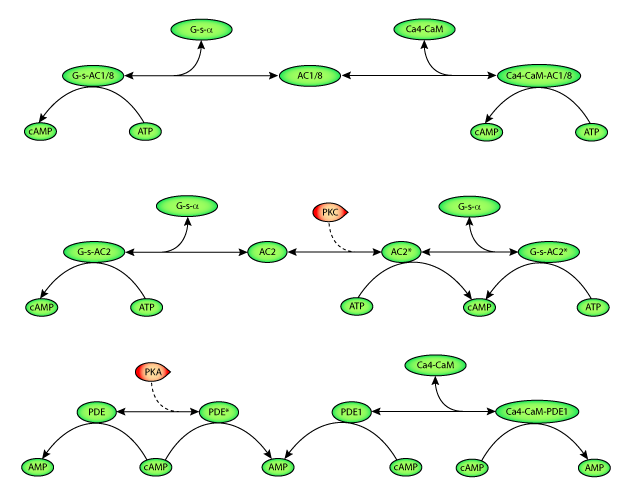 G-s-α
Ca4-CaM
G-s-AC1/8
AC1/8
Ca4-CaM-AC1/8
cAMP
ATP
cAMP
ATP
G-s-α
PKC
G-s-α
G-s-AC2
AC2
AC2*
G-s-AC2*
cAMP
ATP
ATP
cAMP
ATP
Ca4-CaM
PKA
PDE
PDE*
PDE1
Ca4-CaM-PDE1
AMP
cAMP
AMP
cAMP
cAMP
AMP